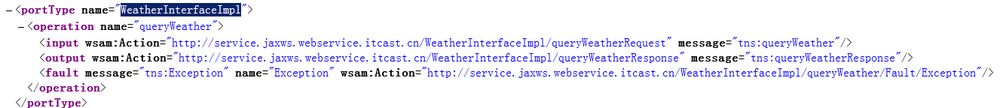 −<portType name="WeatherInterfaceImpl">
−<operation name="queryWeather">
<input wsam:Action="http://service.jaxws.webservice.itcast.cn/WeatherInterfaceImpl/queryWeatherRequest" message="tns:queryWeather"/>
<output wsam:Action="http://service.jaxws.webservice.itcast.cn/WeatherInterfaceImpl/queryWeatherResponse" message="tns:queryWeatherResponse"/>
<fault message="tns:Exception" name="Exception" wsam:Action="http://service.jaxws.webservice.itcast.cn/WeatherInterfaceImpl/queryWeather/Fault/Exception"/>
</operation>
</portType>